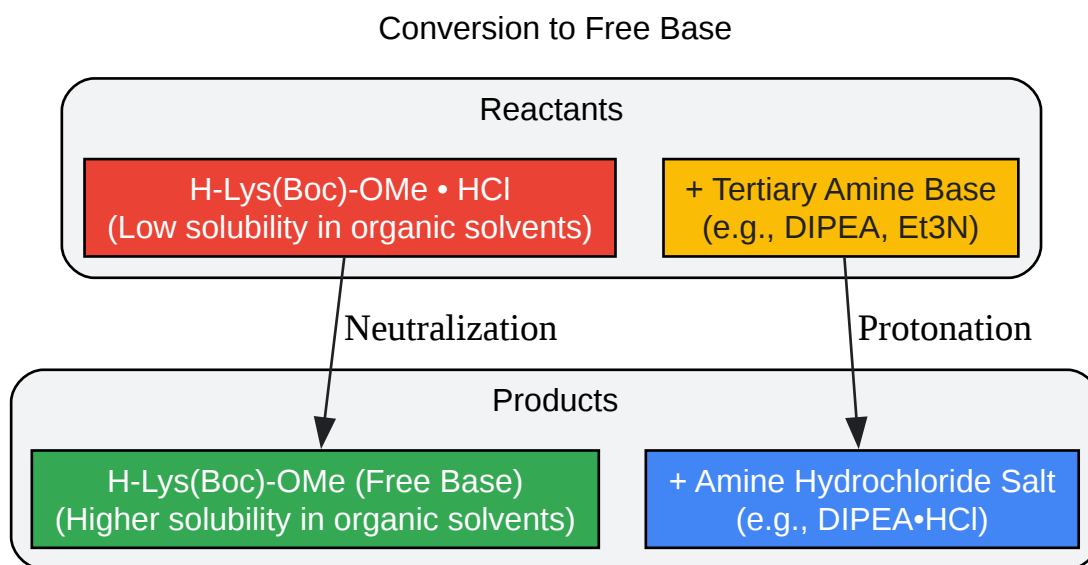 Conversion to Free Base
Reactants
H-Lys(Boc)-OMe • HCl
(Low solubility in organic solvents)
+ Tertiary Amine Base
(e.g., DIPEA, Et3N)
Neutralization
Protonation
Products
H-Lys(Boc)-OMe (Free Base)
(Higher solubility in organic solvents)
+ Amine Hydrochloride Salt
(e.g., DIPEA•HCl)